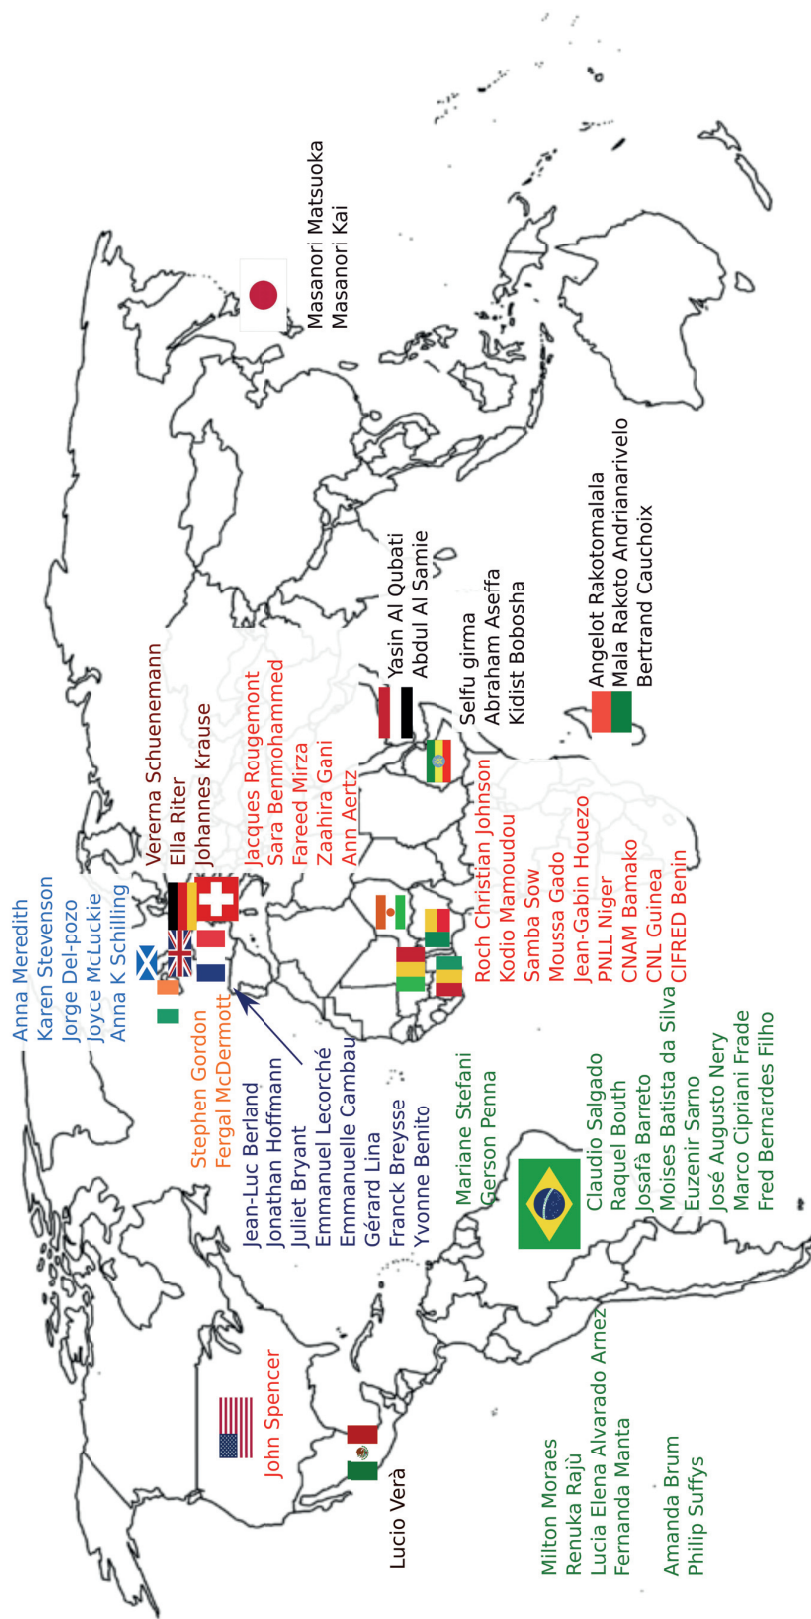 Anna Meredith
Karen Stevenson
Jorge Del-pozo
Joyce McLuckie
Anna K Schilling
Stephen Gordon
Fergal McDermott
Jean-Luc Berland
Jonathan Hoffmann
Juliet Bryant
Emmanuel Lecorché
Emmanuelle Cambau
Gérard Lina
Franck Breysse
Yvonne Benito
Vererna Schuenemann
Ella Riter
Johannes Krause
Jacques Rougemont
Sara Benmohammed
Fareed Mirza
Zaahira Gani
Ann Aertz
Masanori Matsuoka
Masanori Kai
John Spencer
Lucio Verà
Yasin Al Qubati
Abdul Al Samie
Selfu girma
Abraham Aseffa
Kidist Bobosha
Angelot Rakotomalala
Mala Rakoto Andrianarivelo
Bertrand Cauchoix
Roch Christian Johnson
Kodio Mamoudou
Samba Sow
Moussa Gado
Jean-Gabin Houezo
PNLL Niger
CNAM Bamako
CNL Guinea
CIFRED Benin
Mariane Stefani
Gerson Penna
Claudio Salgado
Raquel Bouth
Josafà Barreto
Moises Batista da Silva
Euzenir Sarno
José Augusto Nery
Marco Cipriani Frade
Fred Bernardes Filho
Milton Moraes
Renuka Rajù
Lucia Elena Alvarado Arnez
Fernanda Manta
Amanda Brum
Philip Suffys